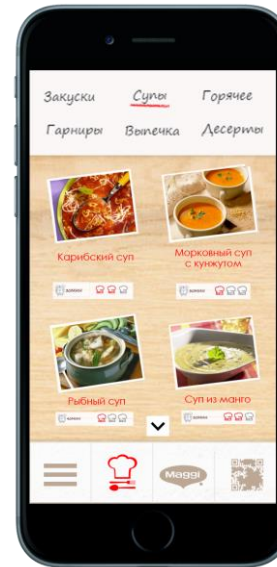 Закуски Супы Горячее
Гарниры Выпечка Десерты
Карибский суп
Морковный суп
с кунжутом
Рыбный суп
Суп из манго
Maggi